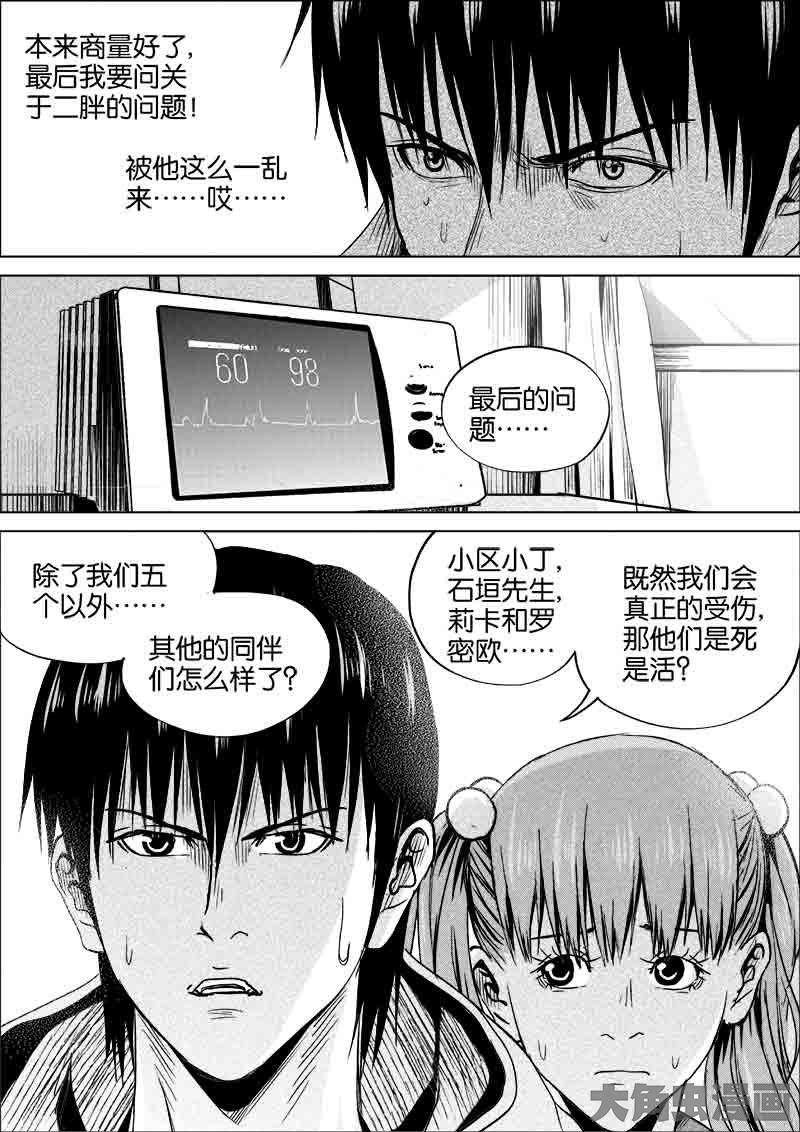 本来商量好了,
最后我要问关
于二胖的问题!
被他这么一乱
来……哎……
60 98
最后的问
题……
除了我们五
个以外……
其他的同伴
们怎么样了?
小区小丁,
石垣先生,
莉卡和罗
密欧……
既然我们会
真正的受伤,
那他们是死
是活?
大角虫漫画